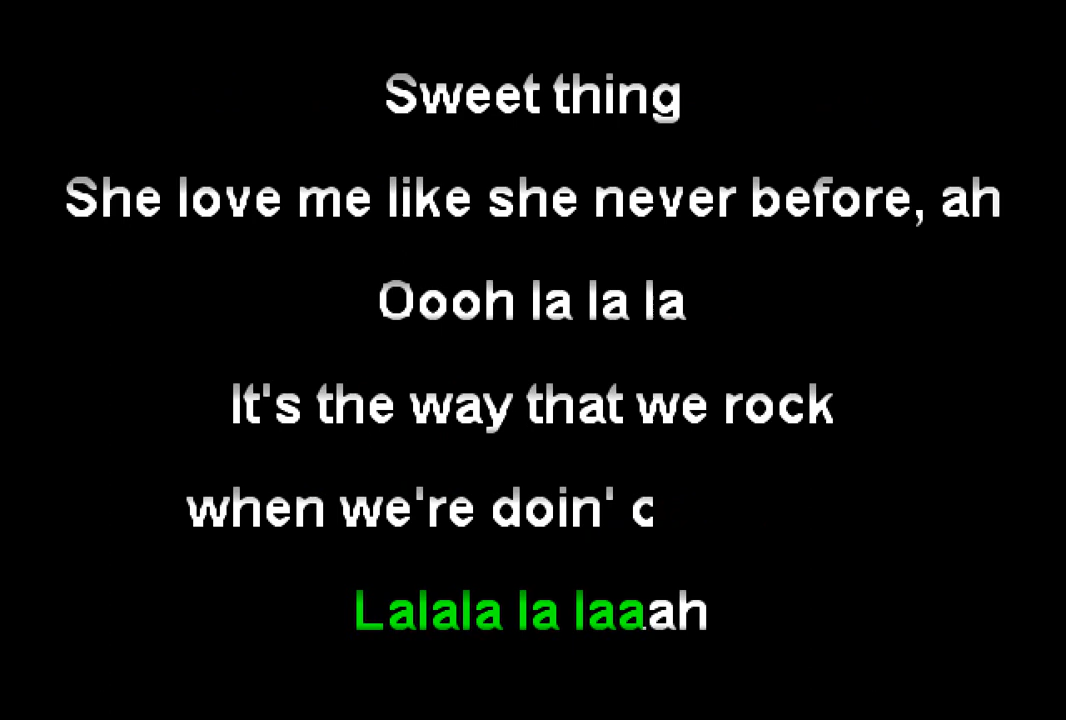 Sweet thing
She love me like she never before, ah
Oooh la la la
It's the way that we rock
when we're doin'
Lalala la laaah